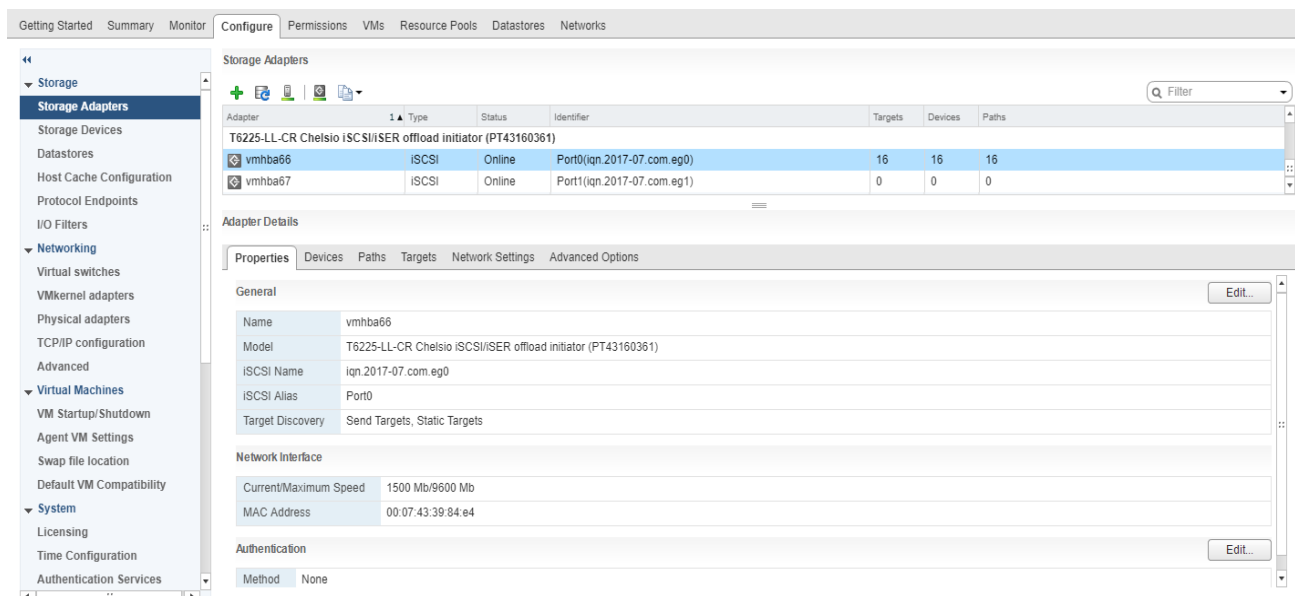 Getting Started Summary Monitor Configure Permissions VMs Resource Pools Datastores Networks
Storage
Storage Adapters
Storage Devices
Datastores
Host Cache Configuration
Protocol Endpoints
I/O Filters
Networking
Virtual switches
VMkernel adapters
Physical adapters
TCP/IP configuration
Advanced
Virtual Machines
VM Startup/Shutdown
Agent VM Settings
Swap file location
Default VM Compatibility
System
Licensing
Time Configuration
Authentication Services
Storage Adapters
Filter
Adapter 1 Type Status Identifier Targets Devices Paths
T6225-LL-CR Chelsio iSCSI/iSER offload initiator (PT43160361)
vmhba66 iSCSI Online Port0(iqn.2017-07.com.eg0) 16 16 16
vmhba67 iSCSI Online Port1(iqn.2017-07.com.eg1) 0 0 0
Adapter Details
Properties Devices Paths Targets Network Settings Advanced Options
General Edit...
Name vmhba66
Model T6225-LL-CR Chelsio iSCSI/iSER offload initiator (PT43160361)
iSCSI Name iqn.2017-07.com.eg0
iSCSI Alias Port0
Target Discovery Send Targets, Static Targets
Network Interface
Current/Maximum Speed 1500 Mb/9600 Mb
MAC Address 00:07:43:39:84:e4
Authentication Edit...
Method None